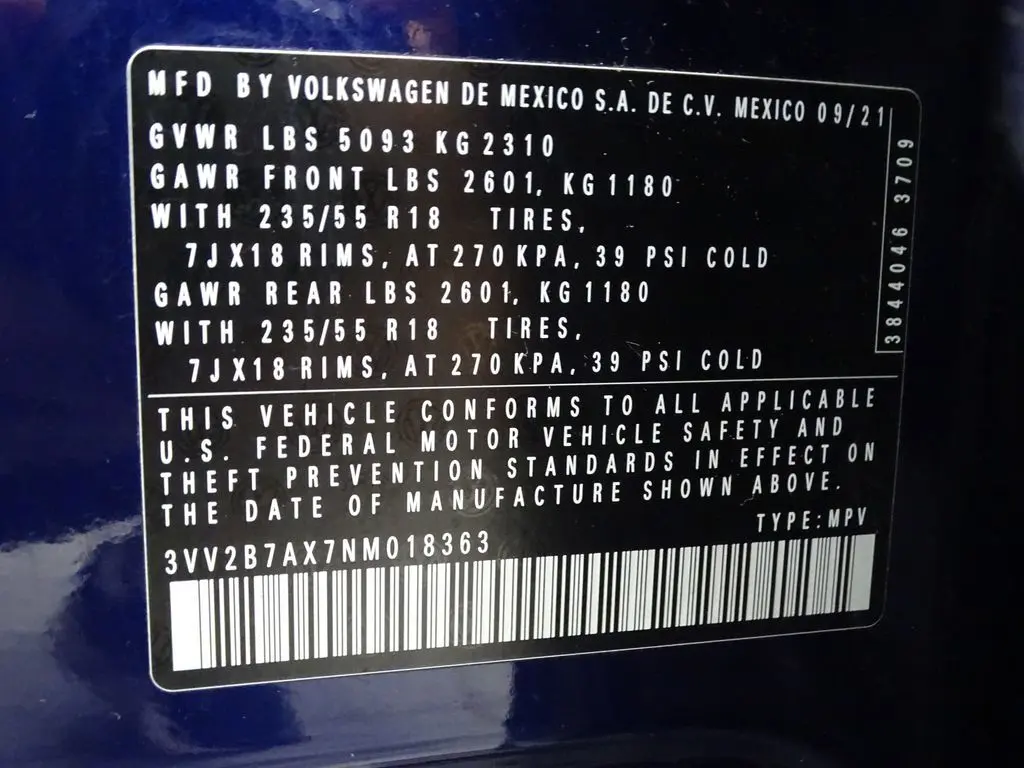 MFD BY VOLKSWAGEN DE MEXICO S.A. DE C.V. MEXICO 09/21
GVWR LBS 5093 KG 2310
GAWR FRONT LBS 2601, KG 1180
WITH 235/55 R18 TIRES,
7JX18 RIMS, AT 270 KPA, 39 PSI COLD
GAWR REAR LBS 2601, KG 1180
WITH 235/55 R18 TIRES,
7JX18 RIMS, AT 270 KPA, 39 PSI COLD
38444046 3709
THIS VEHICLE CONFORMS TO ALL APPLICABLE
U.S. FEDERAL MOTOR VEHICLE SAFETY AND
THEFT PREVENTION STANDARDS IN EFFECT ON
THE DATE OF MANUFACTURE SHOWN ABOVE.
TYPE: MPV
3VV2B7AX7NM018363